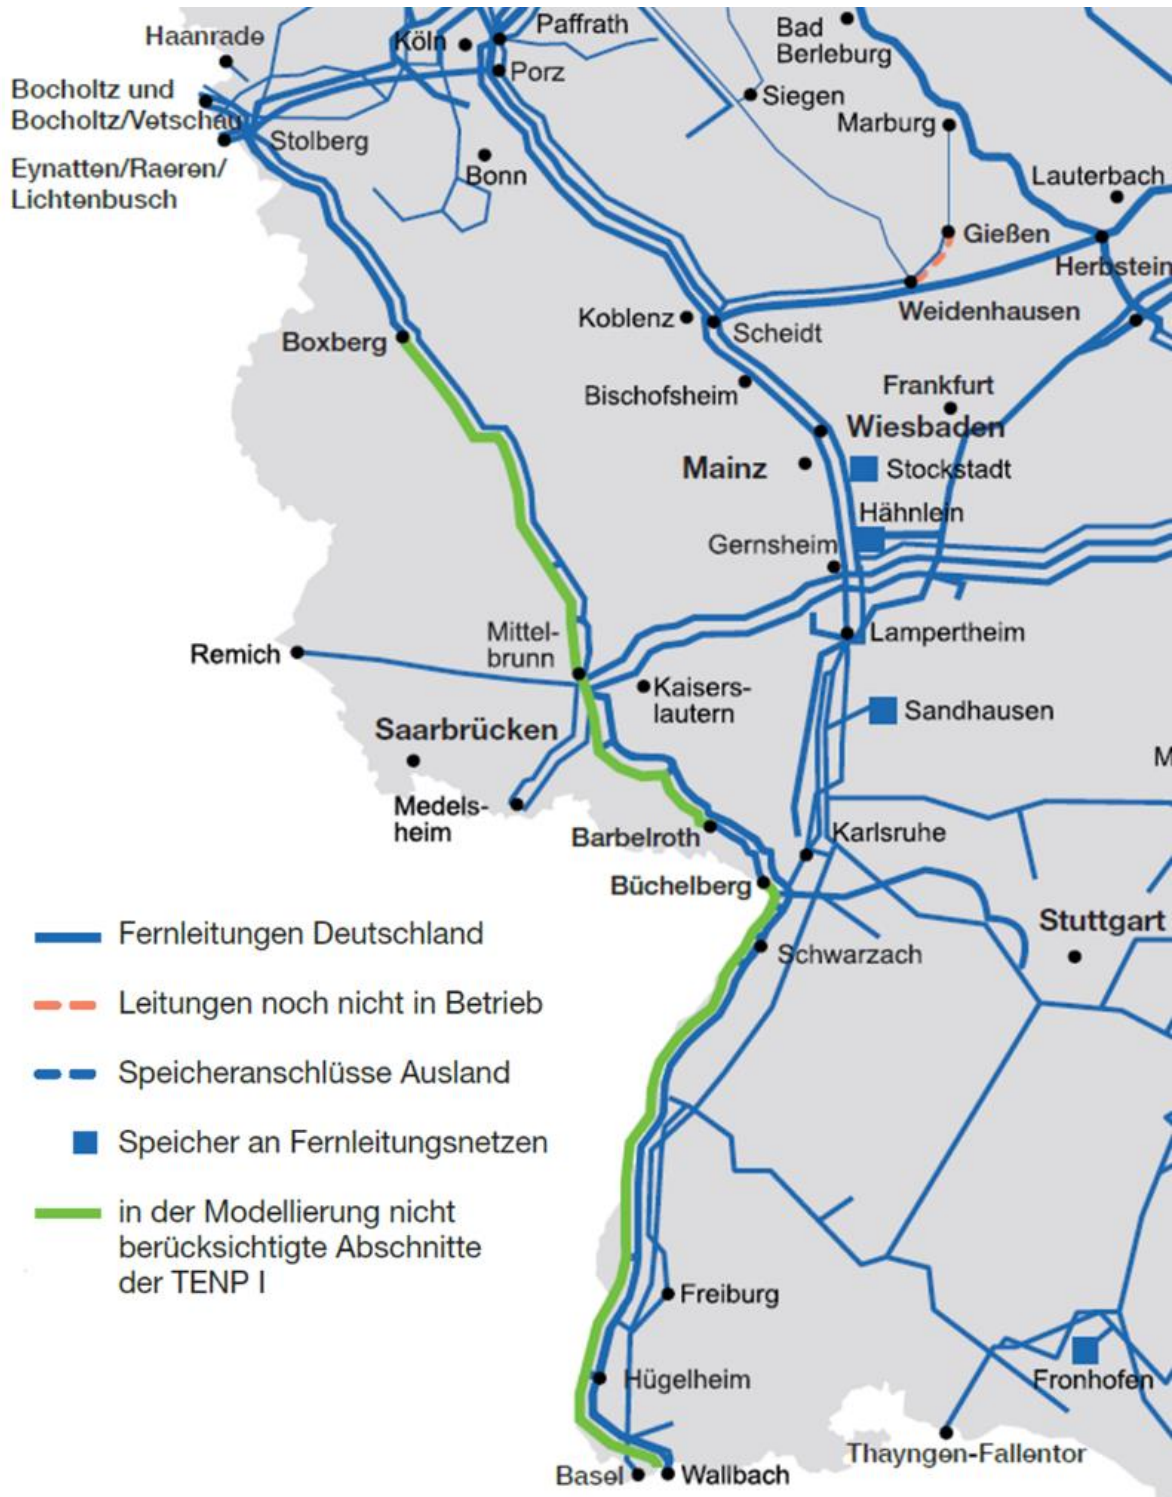 Paffrath
Bad
Berleburg
Haanrade
Köln
Porz
Bocholtz und
Bocholtz/Vetschau
Siegen
Marburg
Stolberg
Eynatten/Raeren/
Lichtenbusch
Bonn
Lauterbach
Gießen
Herbstein
Weidenhausen
Koblenz
Scheidt
Boxberg
Bischofsheim
Frankfurt
Wiesbaden
Mainz
Stockstadt
Hähnlein
Gernsheim
Lampertheim
Mittel-
brunn
Remich
Kaisers-
lautern
Sandhausen
Saarbrücken
M
Medels-
heim
Barbelroth
Karlsruhe
Büchelberg
Stuttgart
Schwarzach
Fernleitungen Deutschland
Leitungen noch nicht in Betrieb
Speicheranschlüsse Ausland
Speicher an Fernleitungsnetzen
in der Modellierung nicht
berücksichtigte Abschnitte
der TENP I
Freiburg
Hügelheim
Fronhofen
Thayngen-Fallentor
Basel
Wallbach